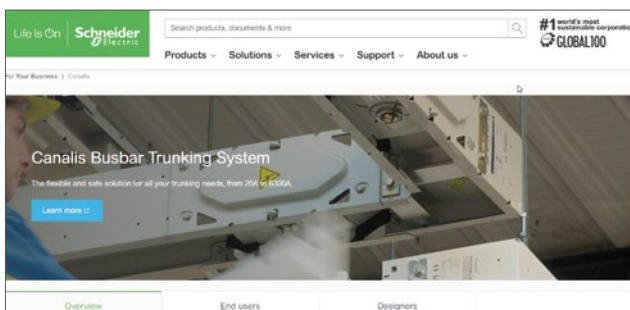 Life Is On | Schneider Electric
Search products, documents & more
#1 world's most sustainable corporatio
GLOBAL100
Products Solutions Services Support About us
For Your Business > Canalis
Canalis Busbar Trunking System
The flexible and safe solution for all your trunking needs, from 20A to 6300A.
Learn more
Overview End users Designers